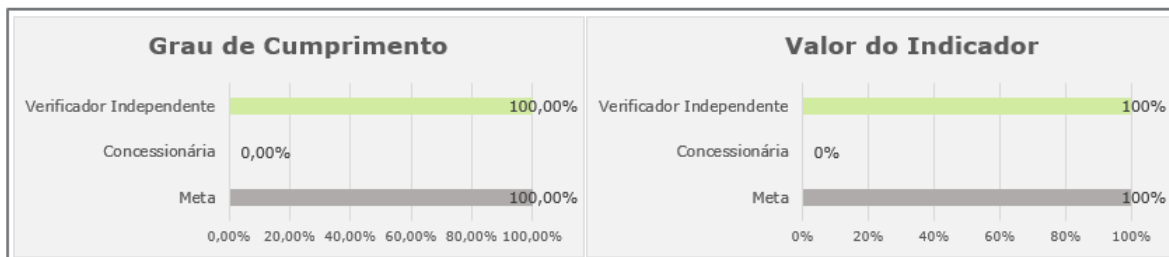 Grau de Cumprimento
Verificador Independente 100,00%
Concessionária 0,00%
Meta 100,00%
0,00% 20,00% 40,00% 60,00% 80,00% 100,00%
Valor do Indicador
Verificador Independente 100%
Concessionária 0%
Meta 100%
0% 20% 40% 60% 80% 100%